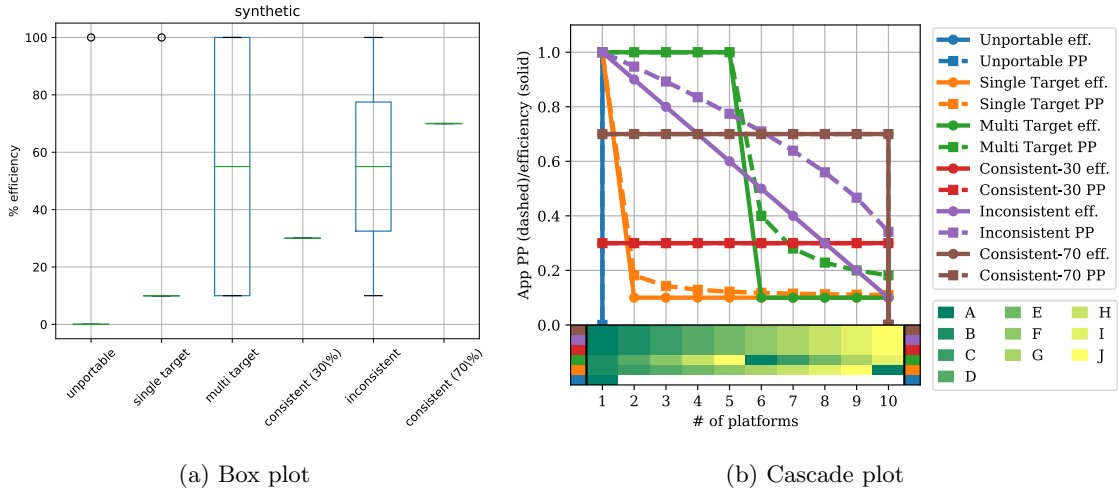 synthetic
% efficiency
100
80
60
40
20
0
unportable
single target
multi target
consistent (30\%)
inconsistent
consistent (70\%)
(a) Box plot
App PP (dashed)/efficiency (solid)
1.0
0.8
0.6
0.4
0.2
0.0
1 2 3 4 5 6 7 8 9 10
# of platforms
Unportable eff.
Unportable PP
Single Target eff.
Single Target PP
Multi Target eff.
Multi Target PP
Consistent-30 eff.
Consistent-30 PP
Inconsistent eff.
Inconsistent PP
Consistent-70 eff.
Consistent-70 PP
A E H
B F I
C G J
D
(b) Cascade plot